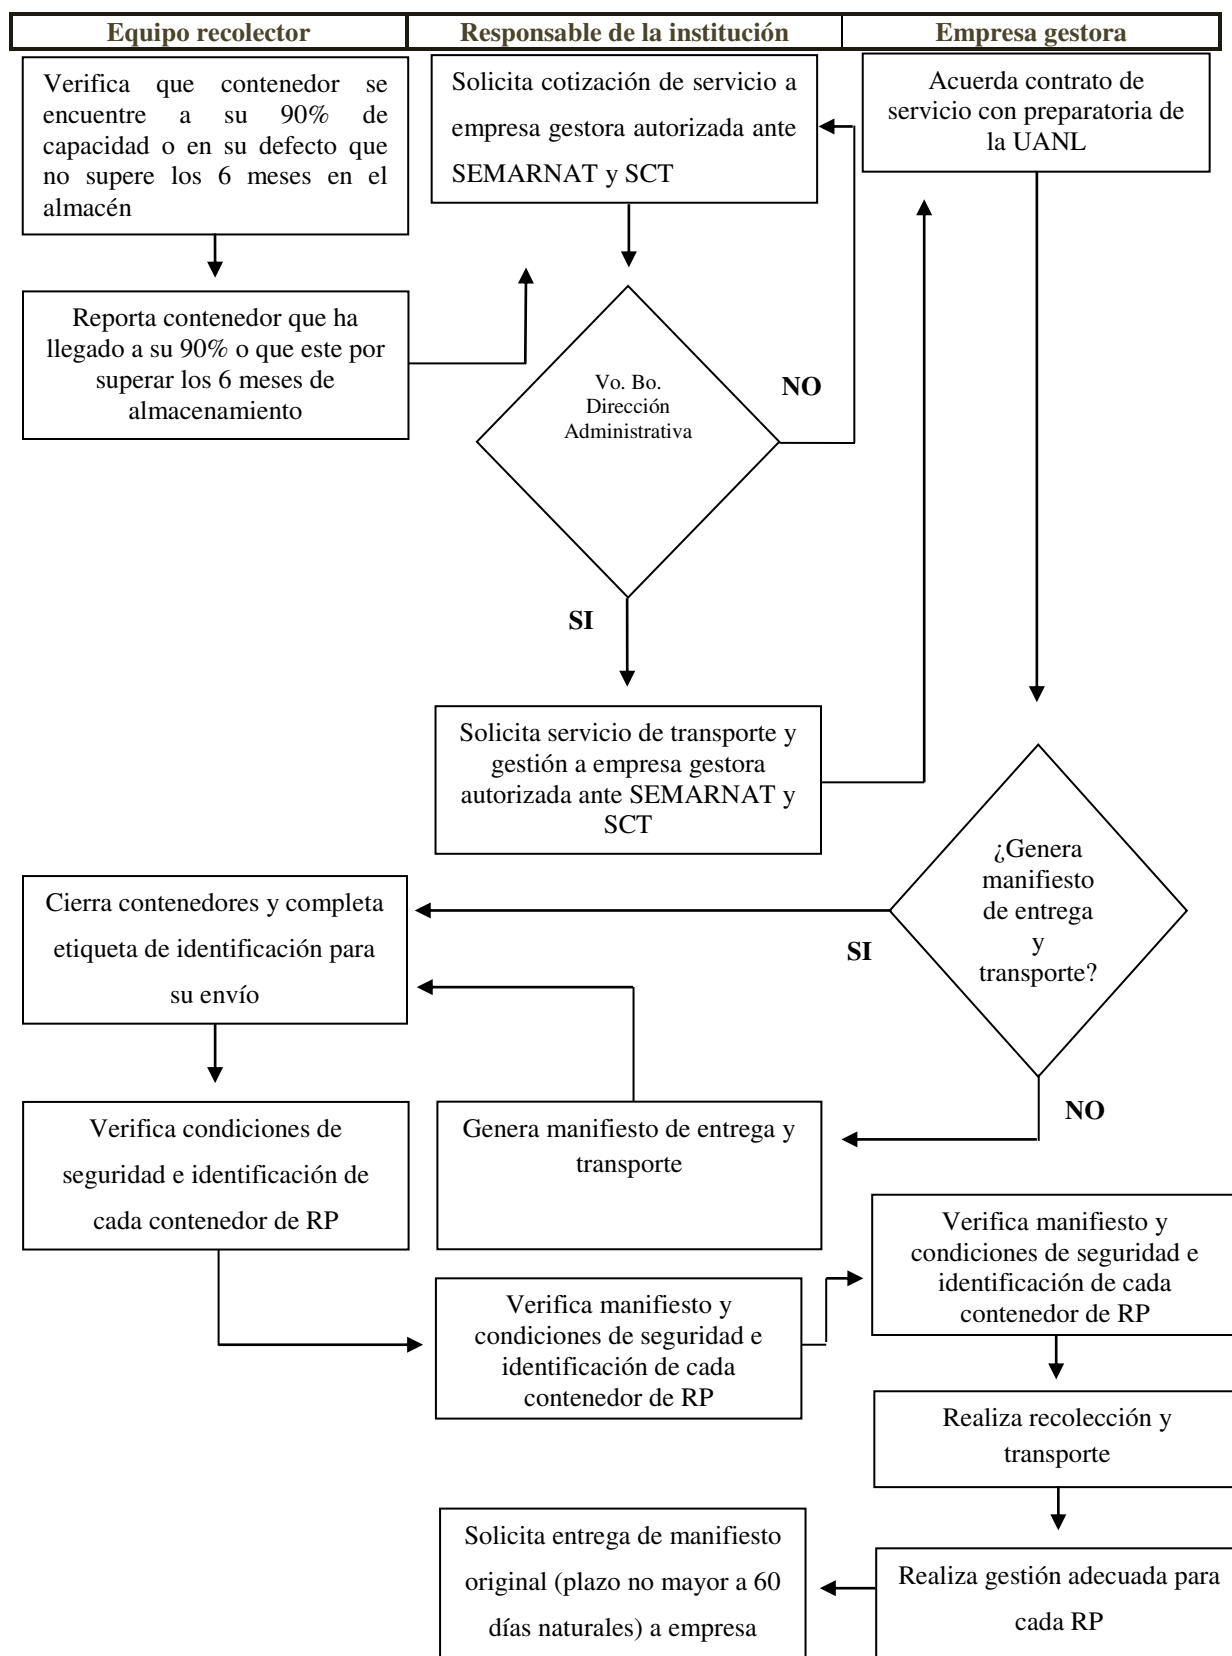 Equipo recolector
Responsable de la institución
Empresa gestora
Verifica que contenedor se
encuentre a su 90% de
capacidad o en su defecto que
no supere los 6 meses en el
almacén
Solicita cotización de servicio a
empresa gestora autorizada ante
SEMARNAT y SCT
Acuerda contrato de
servicio con preparatoria de
la UANL
Reporta contenedor que ha
llegado a su 90% o que este por
superar los 6 meses de
almacenamiento
Vo. Bo.
Dirección
Administrativa
NO
SI
Solicita servicio de transporte y
gestión a empresa gestora
autorizada ante SEMARNAT y
SCT
¿Genera
manifiesto
de entrega
y
transporte?
SI
NO
Cierra contenedores y completa
etiqueta de identificación para
su envío
Verifica condiciones de
seguridad e identificación de
cada contenedor de RP
Genera manifiesto de entrega y
transporte
Verifica manifiesto y
condiciones de seguridad e
identificación de cada
contenedor de RP
Verifica manifiesto y
condiciones de seguridad e
identificación de cada
contenedor de RP
Realiza recolección y
transporte
Realiza gestión adecuada para
cada RP
Solicita entrega de manifiesto
original (plazo no mayor a 60
días naturales) a empresa